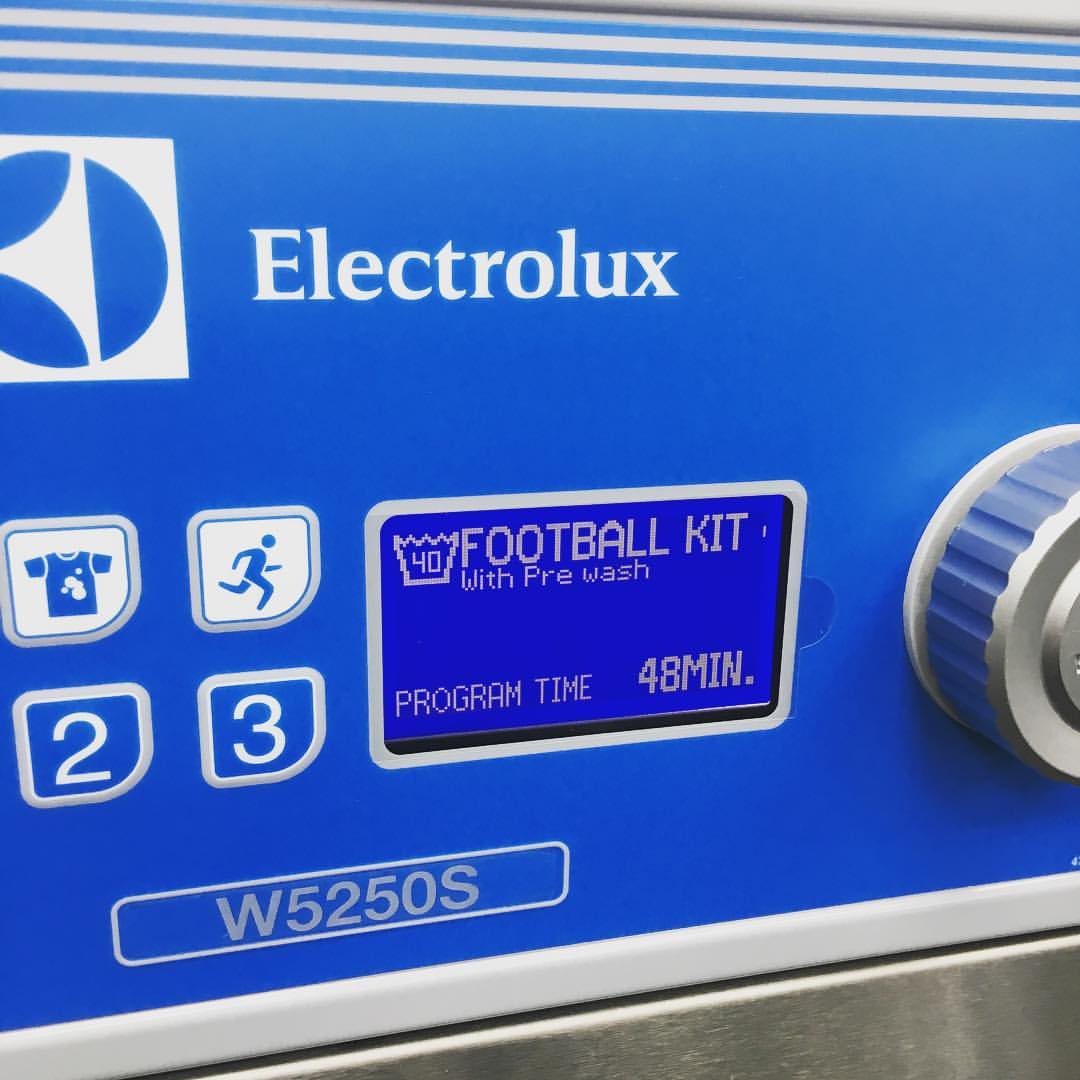 Electrolux
40 FOOTBALL KIT
With Pre wash
PROGRAM TIME 48MIN.
2 3
W5250S